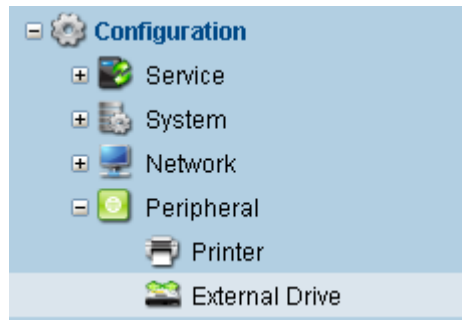 Configuration
Service
System
Network
Peripheral
Printer
External Drive